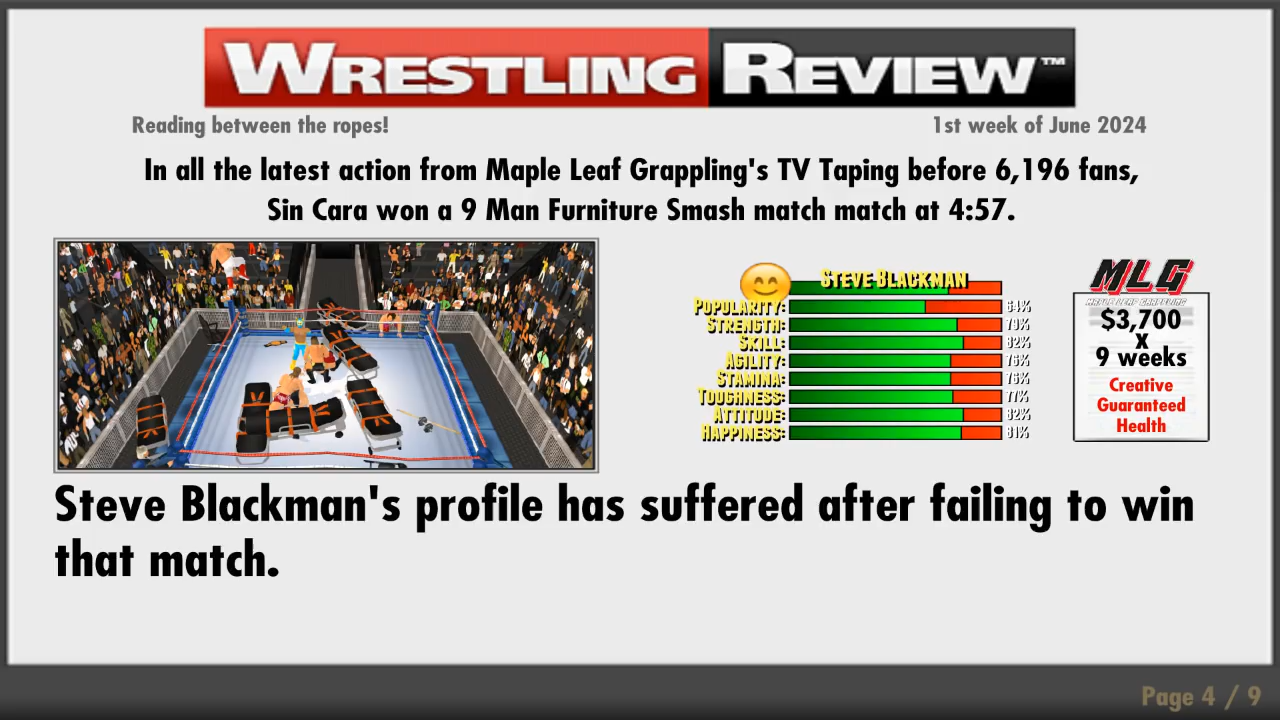 WRESTLING REVIEW™
Reading between the ropes!
1st week of June 2024
In all the latest action from Maple Leaf Grappling's TV Taping before 6,196 fans,
Sin Cara won a 9 Man Furniture Smash match match at 4:57.
STEVE BLACKMAN
POPULARITY: 64%
STRENGTH: 79%
SKILL: 82%
AGILITY: 76%
STAMINA: 76%
TOUGHNESS: 77%
ATTITUDE: 82%
HAPPINESS: 81%
MLG
MAPLE LEAF GRAPPLING
$3,700
X
9 weeks
Creative
Guaranteed
Health
Steve Blackman's profile has suffered after failing to win
that match.
Page 4 / 9